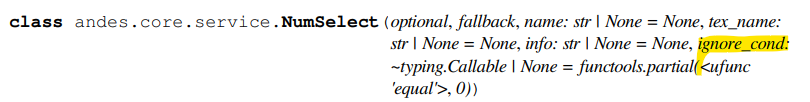 class andes.core.service.NumSelect(optional, fallback, name: str | None = None, tex_name:
str | None = None, info: str | None = None, ignore_cond:
~typing.Callable | None = functools.partial(<ufunc
'equal'>, 0))